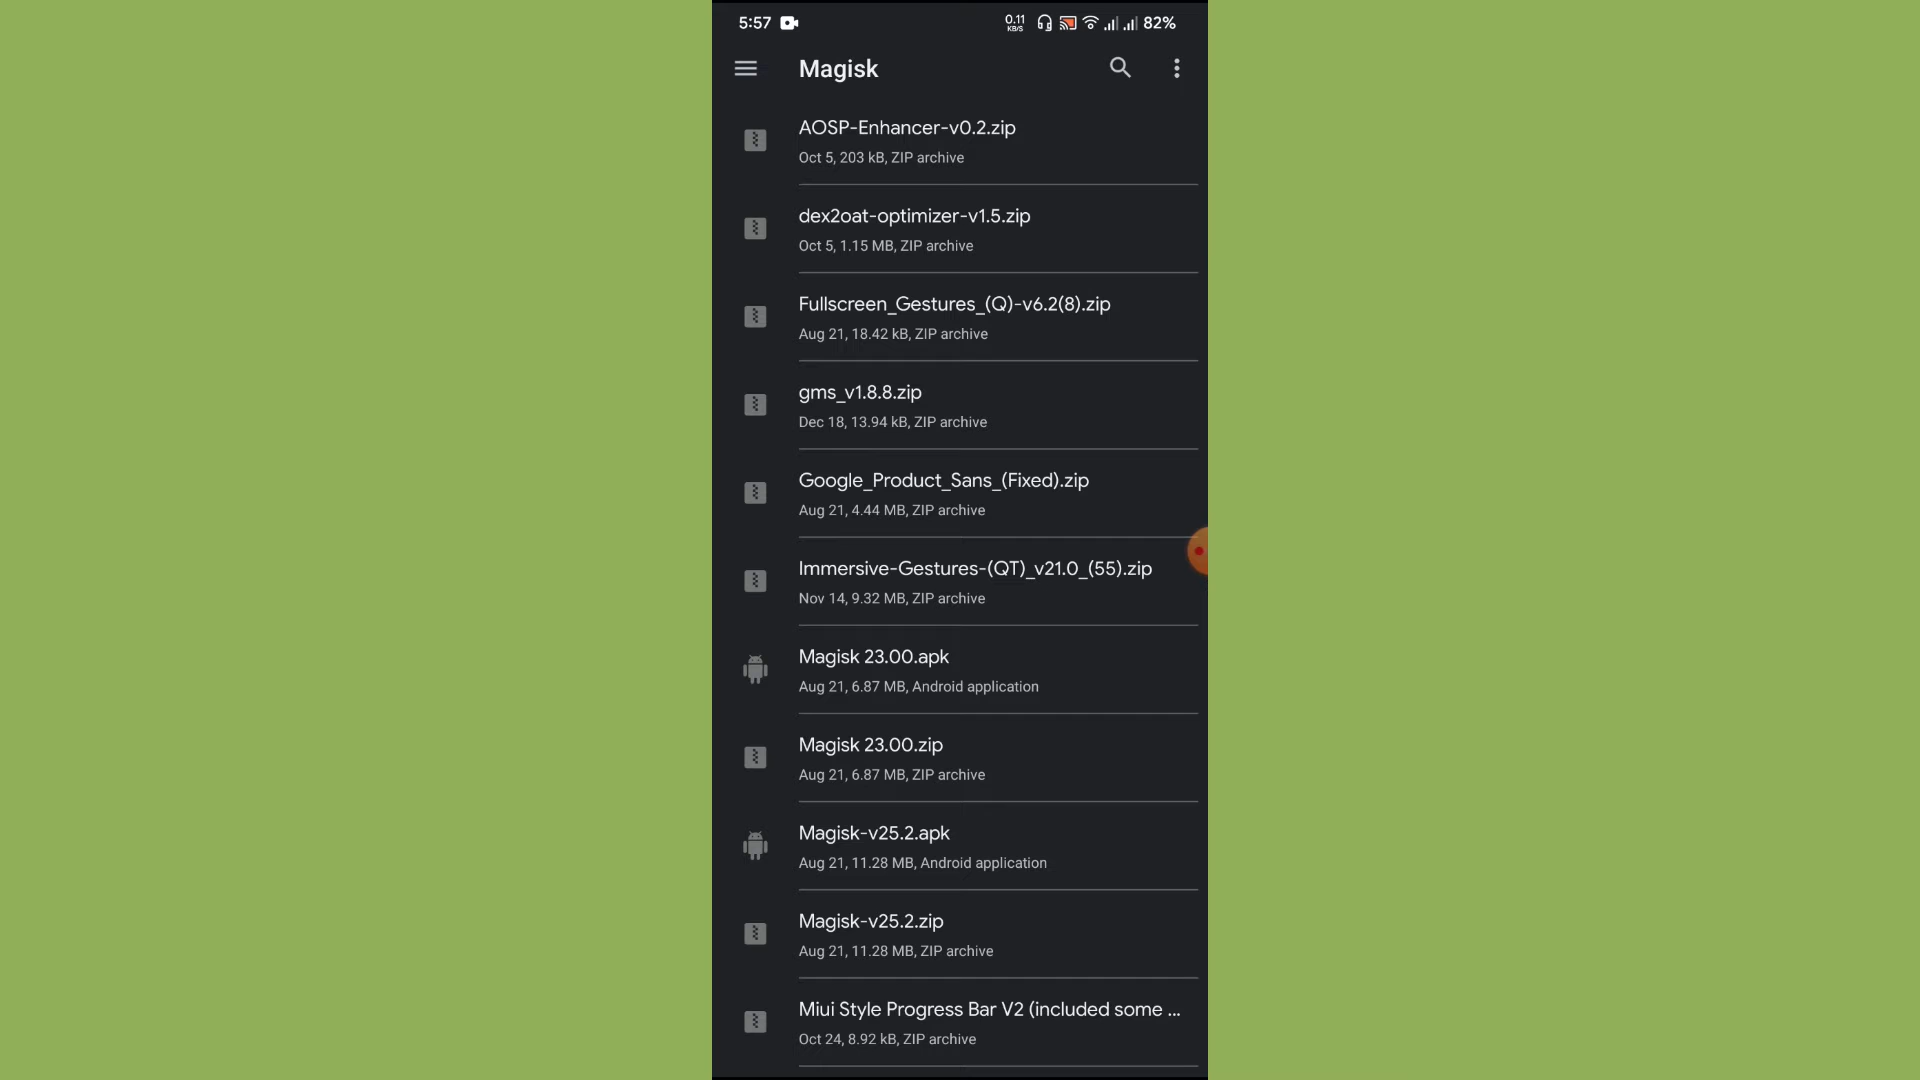 5:57 0.11 KB/S 82%
Magisk
AOSP-Enhancer-v0.2.zip
Oct 5, 203 kB, ZIP archive
dex2oat-optimizer-v1.5.zip
Oct 5, 1.15 MB, ZIP archive
Fullscreen_Gestures_(Q)-v6.2(8).zip
Aug 21, 18.42 kB, ZIP archive
gms_v1.8.8.zip
Dec 18, 13.94 kB, ZIP archive
Google_Product_Sans_(Fixed).zip
Aug 21, 4.44 MB, ZIP archive
Immersive-Gestures-(QT)_v21.0_(55).zip
Nov 14, 9.32 MB, ZIP archive
Magisk 23.00.apk
Aug 21, 6.87 MB, Android application
Magisk 23.00.zip
Aug 21, 6.87 MB, ZIP archive
Magisk-v25.2.apk
Aug 21, 11.28 MB, Android application
Magisk-v25.2.zip
Aug 21, 11.28 MB, ZIP archive
Miui Style Progress Bar V2 (included some ...
Oct 24, 8.92 kB, ZIP archive